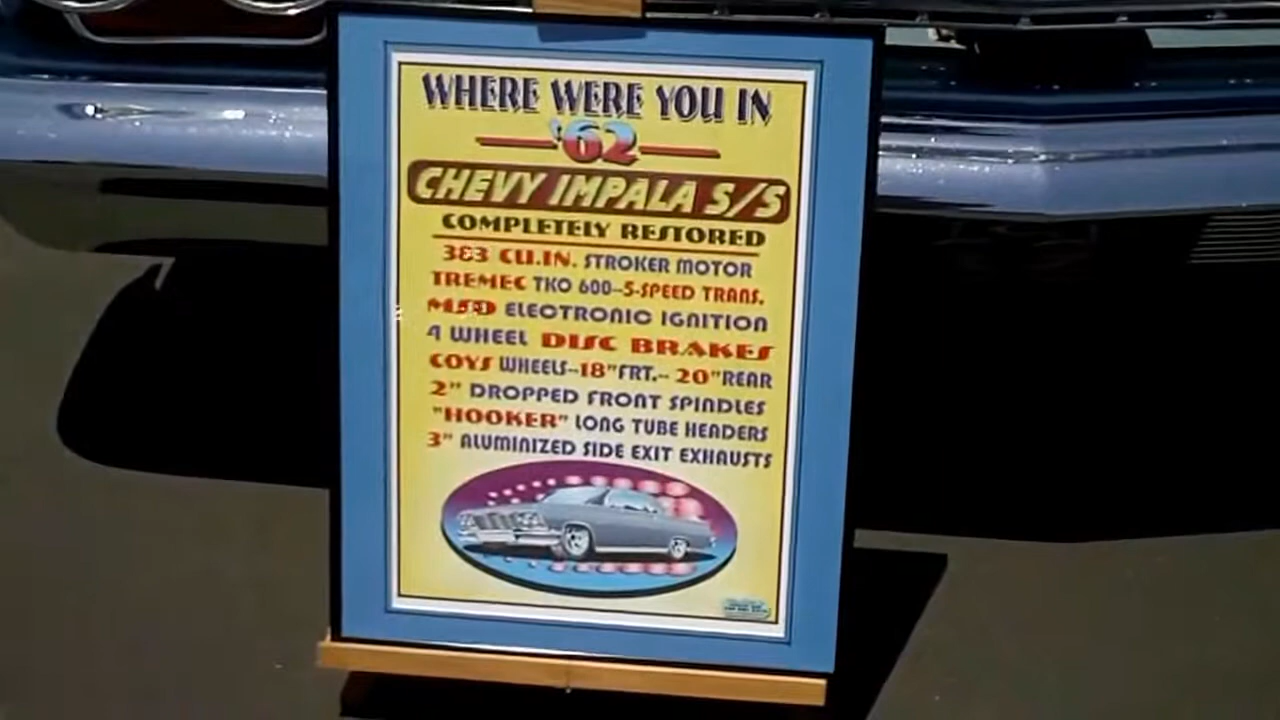 WHERE WERE YOU IN
'62
CHEVY IMPALA S/S
COMPLETELY RESTORED
383 CU.IN. STROKER MOTOR
TREMEC TKO 600--5-SPEED TRANS.
MSD ELECTRONIC IGNITION
4 WHEEL DISC BRAKES
COYS WHEELS--18"FRT.-- 20"REAR
2" DROPPED FRONT SPINDLES
"HOOKER" LONG TUBE HEADERS
3" ALUMINIZED SIDE EXIT EXHAUSTS